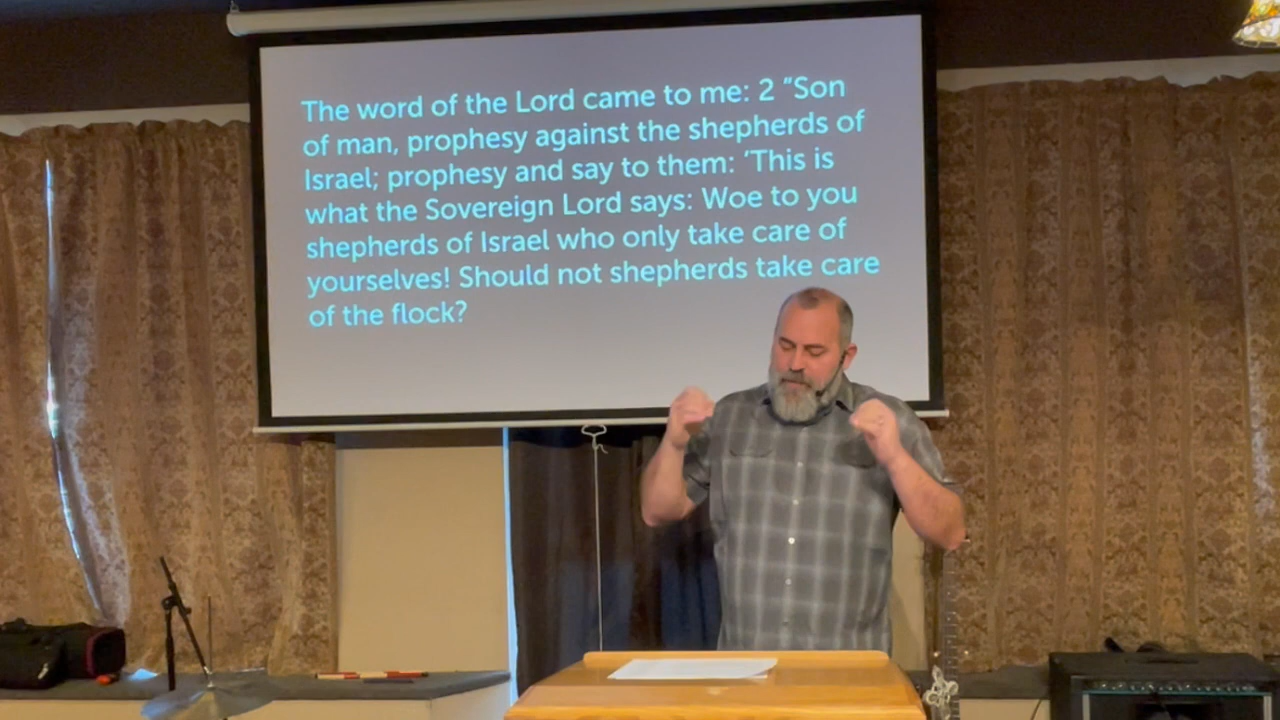 The word of the Lord came to me: 2 "Son
of man, prophesy against the shepherds of
Israel; prophesy and say to them: 'This is
what the Sovereign Lord says: Woe to you
shepherds of Israel who only take care of
yourselves! Should not shepherds take care
of the flock?